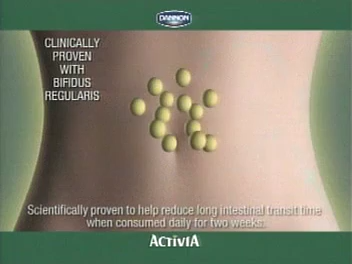 DANNON
CLINICALLY
PROVEN
WITH
BIFIDUS
REGULARIS
Scientifically proven to help reduce long intestinal transit time
when consumed daily for two weeks.
ACTIVIA